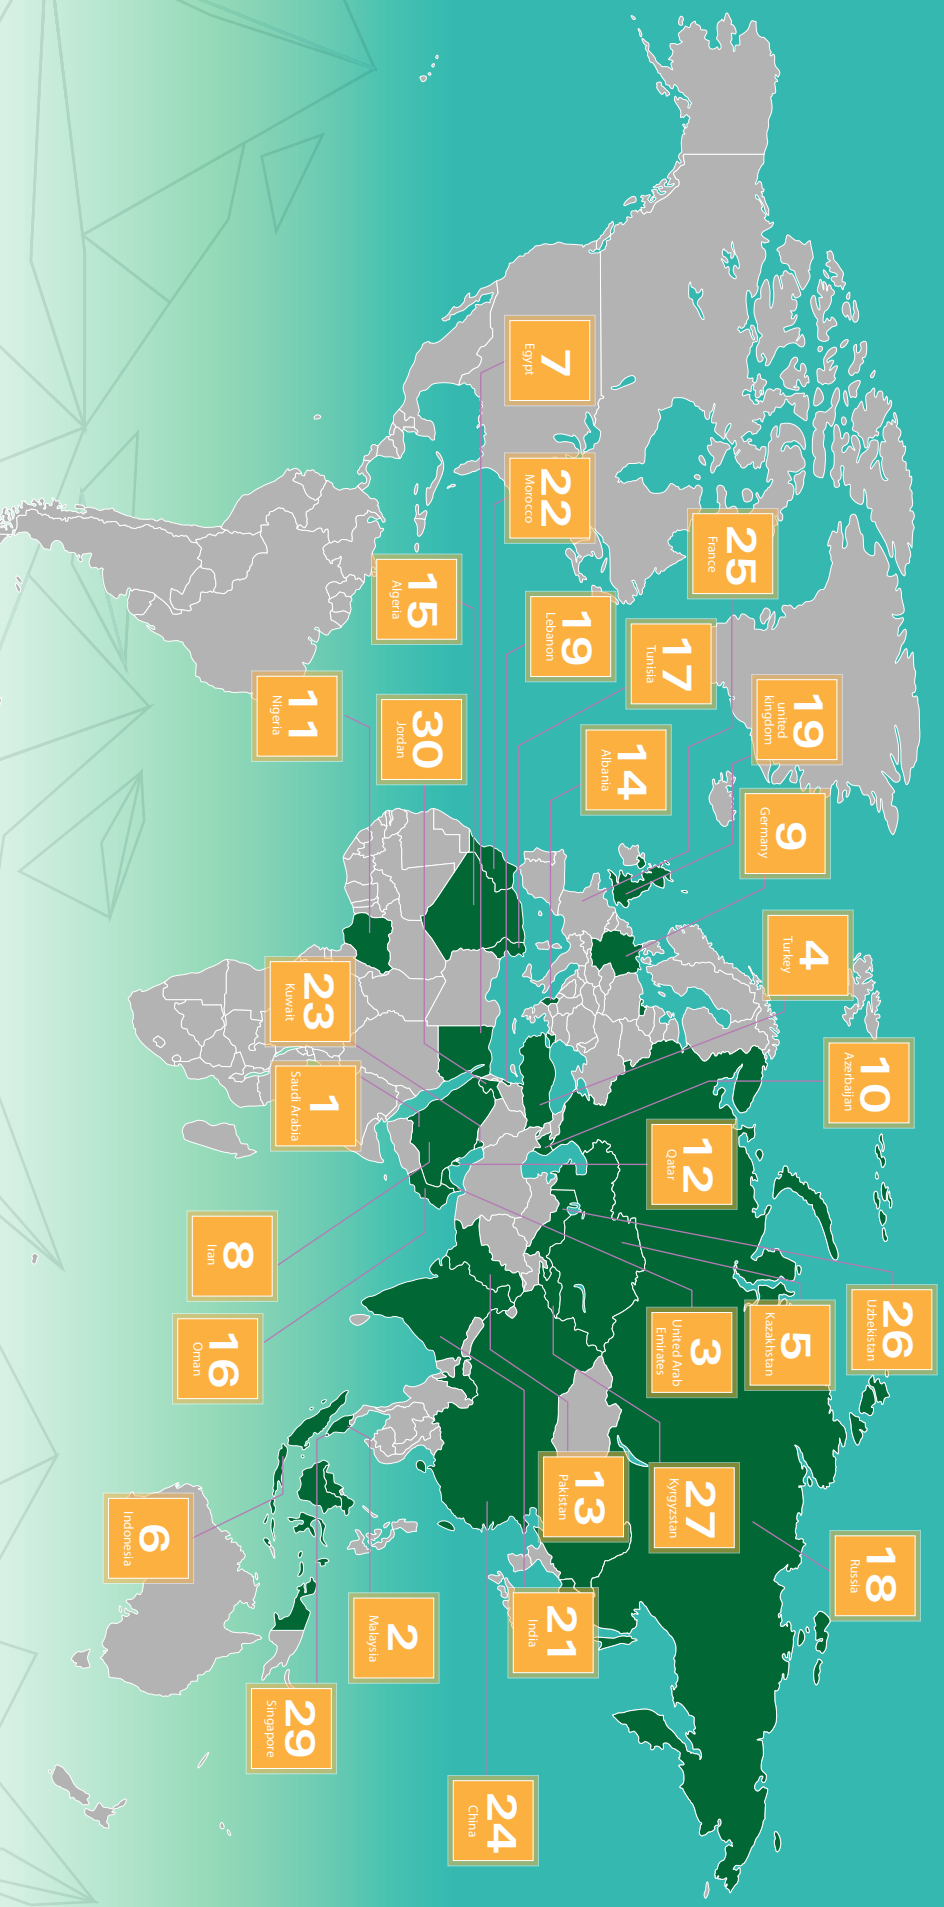 7
Egypt
22
Morocco
25
France
15
Algeria
19
Lebanon
17
Tunisia
11
Nigeria
30
Jordan
14
Albania
19
united
kingdom
9
Germany
4
Turkey
23
Kuwait
1
Saudi Arabia
10
Azerbaijan
12
Qatar
8
Iran
16
Oman
3
United Arab
Emirates
5
Kazakhstan
26
Uzbekistan
13
Pakistan
27
Kyrgyzstan
18
Russia
6
Indonesia
2
Malaysia
21
India
29
Singapore
24
China